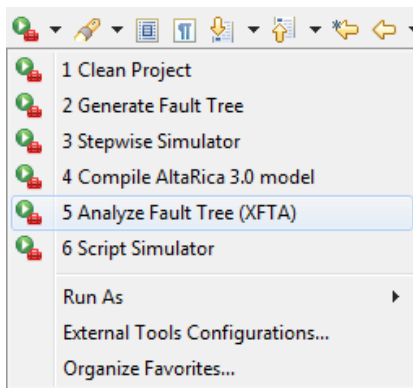 1 Clean Project
2 Generate Fault Tree
3 Stepwise Simulator
4 Compile AltaRica 3.0 model
5 Analyze Fault Tree (XFTA)
6 Script Simulator
Run As
External Tools Configurations...
Organize Favorites...